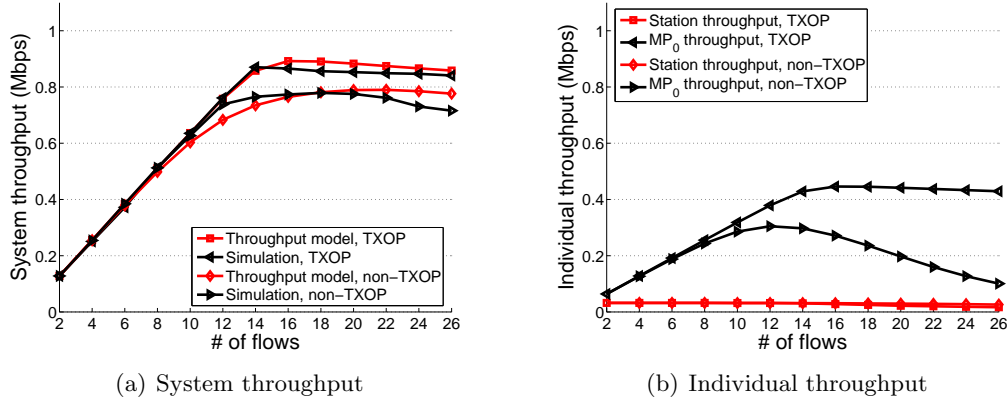 System throughput (Mbps)
1
0.8
0.6
0.4
0.2
0
2 4 6 8 10 12 14 16 18 20 22 24 26
# of flows
Throughput model, TXOP
Simulation, TXOP
Throughput model, non−TXOP
Simulation, non−TXOP
(a) System throughput
Individual throughput (Mbps)
1
0.8
0.6
0.4
0.2
0
2 4 6 8 10 12 14 16 18 20 22 24 26
# of flows
Station throughput, TXOP
MP0 throughput, TXOP
Station throughput, non−TXOP
MP0 throughput, non−TXOP
(b) Individual throughput